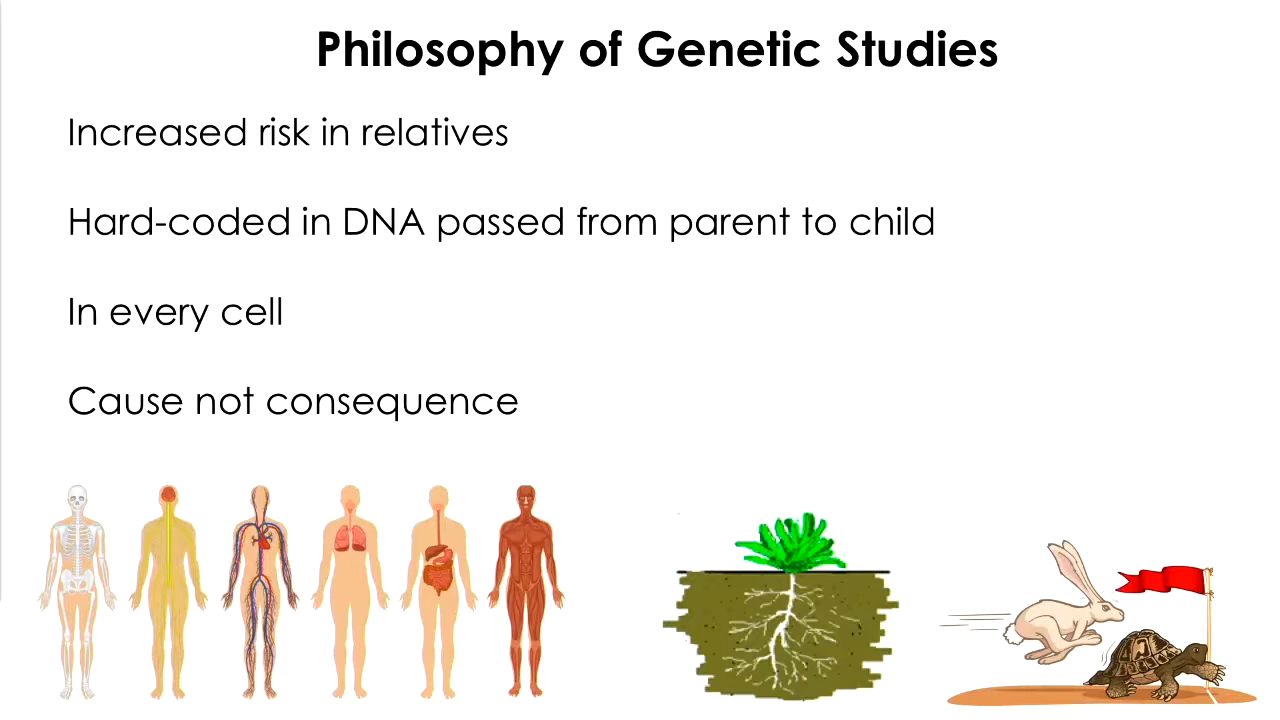 Philosophy of Genetic Studies
Increased risk in relatives
Hard-coded in DNA passed from parent to child
In every cell
Cause not consequence